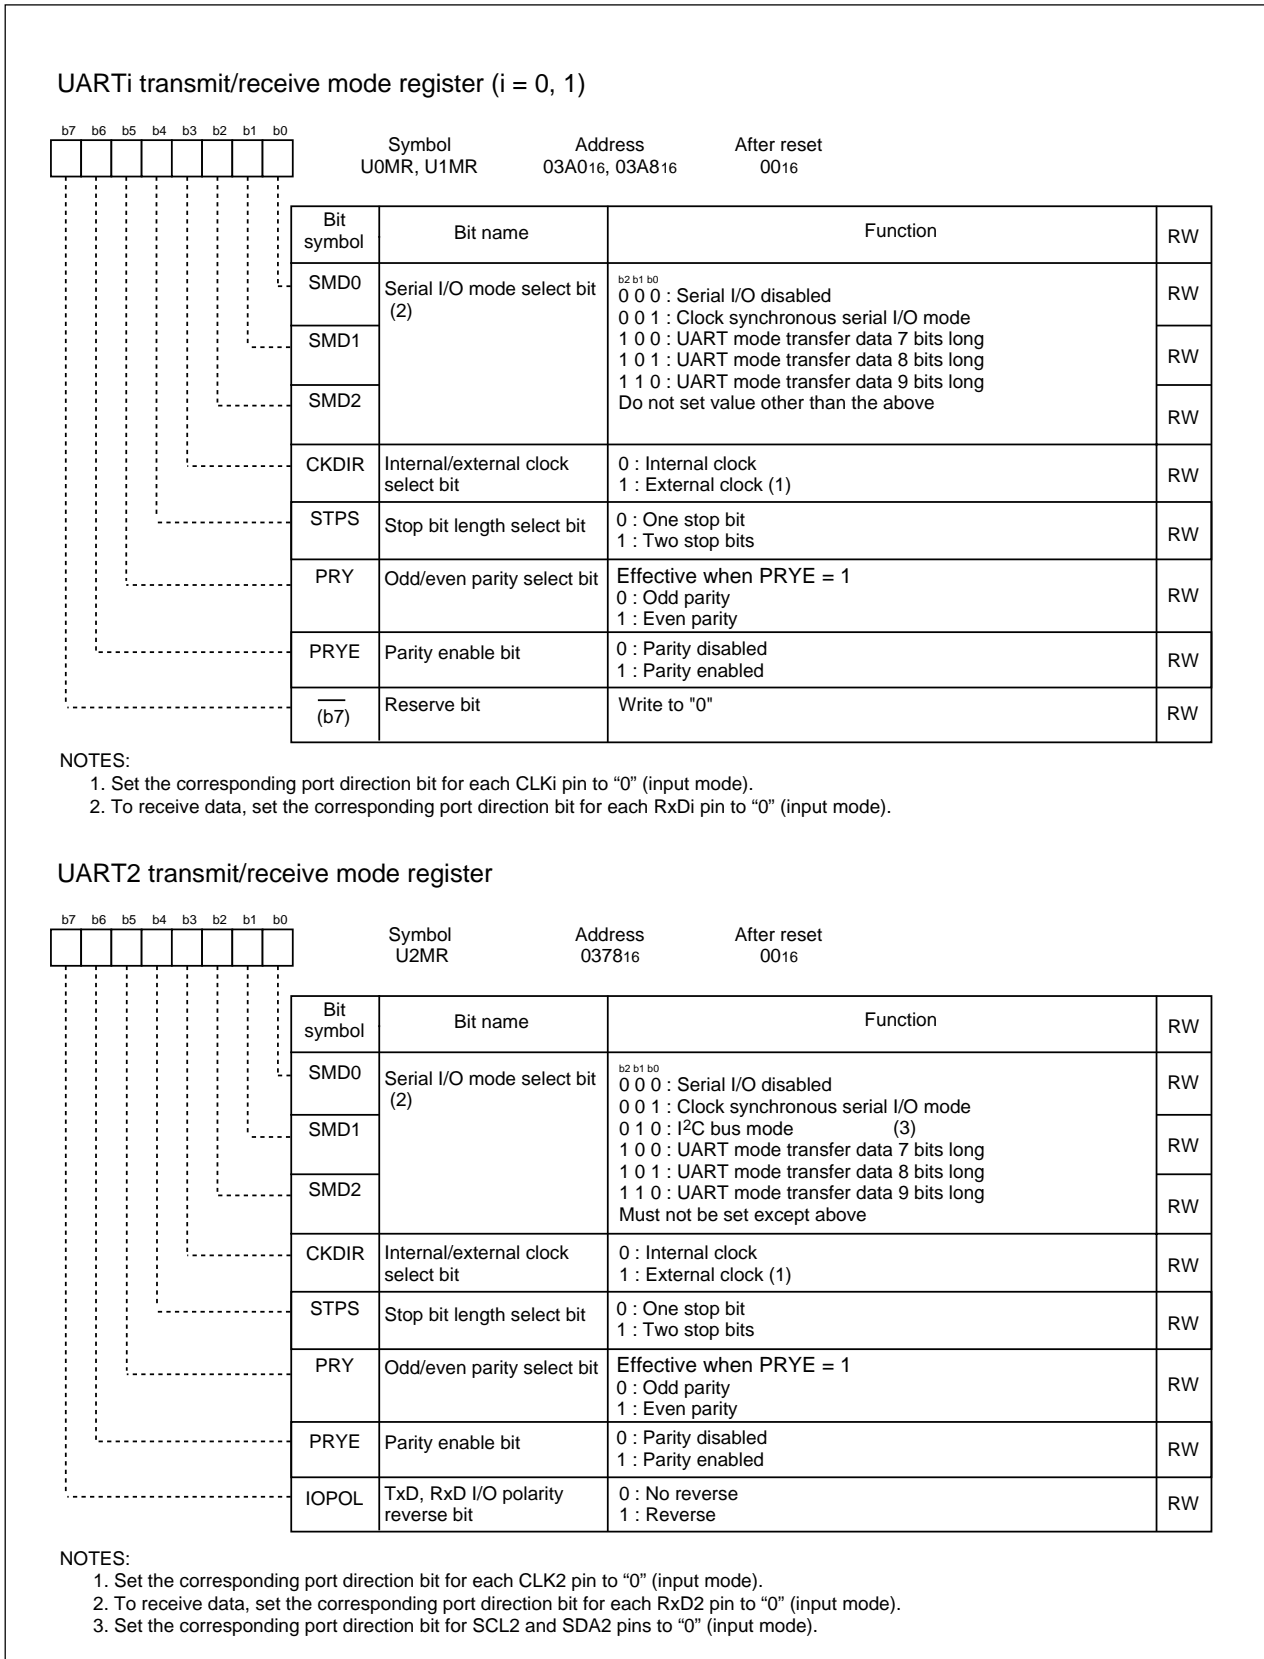 UARTi transmit/receive mode register (i = 0, 1)
b7 b6 b5 b4 b3 b2 b1 b0
Symbol Address After reset
U0MR, U1MR 03A016, 03A816 0016
Bit symbol Bit name Function RW
SMD0 Serial I/O mode select bit (2) b2 b1 b0 RW
0 0 0 : Serial I/O disabled
0 0 1 : Clock synchronous serial I/O mode
SMD1 1 0 0 : UART mode transfer data 7 bits long RW
1 0 1 : UART mode transfer data 8 bits long
1 1 0 : UART mode transfer data 9 bits long
SMD2 Do not set value other than the above RW
CKDIR Internal/external clock select bit 0 : Internal clock RW
1 : External clock (1)
STPS Stop bit length select bit 0 : One stop bit RW
1 : Two stop bits
PRY Odd/even parity select bit Effective when PRYE = 1 RW
0 : Odd parity
1 : Even parity
PRYE Parity enable bit 0 : Parity disabled RW
1 : Parity enabled
(b7) Reserve bit Write to "0" RW
NOTES:
1. Set the corresponding port direction bit for each CLKi pin to “0” (input mode).
2. To receive data, set the corresponding port direction bit for each RxDi pin to “0” (input mode).
UART2 transmit/receive mode register
b7 b6 b5 b4 b3 b2 b1 b0
Symbol Address After reset
U2MR 037816 0016
Bit symbol Bit name Function RW
SMD0 Serial I/O mode select bit (2) b2 b1 b0 RW
0 0 0 : Serial I/O disabled
0 0 1 : Clock synchronous serial I/O mode
SMD1 0 1 0 : I2C bus mode (3) RW
1 0 0 : UART mode transfer data 7 bits long
1 0 1 : UART mode transfer data 8 bits long
SMD2 1 1 0 : UART mode transfer data 9 bits long RW
Must not be set except above
CKDIR Internal/external clock select bit 0 : Internal clock RW
1 : External clock (1)
STPS Stop bit length select bit 0 : One stop bit RW
1 : Two stop bits
PRY Odd/even parity select bit Effective when PRYE = 1 RW
0 : Odd parity
1 : Even parity
PRYE Parity enable bit 0 : Parity disabled RW
1 : Parity enabled
IOPOL TxD, RxD I/O polarity reverse bit 0 : No reverse RW
1 : Reverse
NOTES:
1. Set the corresponding port direction bit for each CLK2 pin to “0” (input mode).
2. To receive data, set the corresponding port direction bit for each RxD2 pin to “0” (input mode).
3. Set the corresponding port direction bit for SCL2 and SDA2 pins to “0” (input mode).